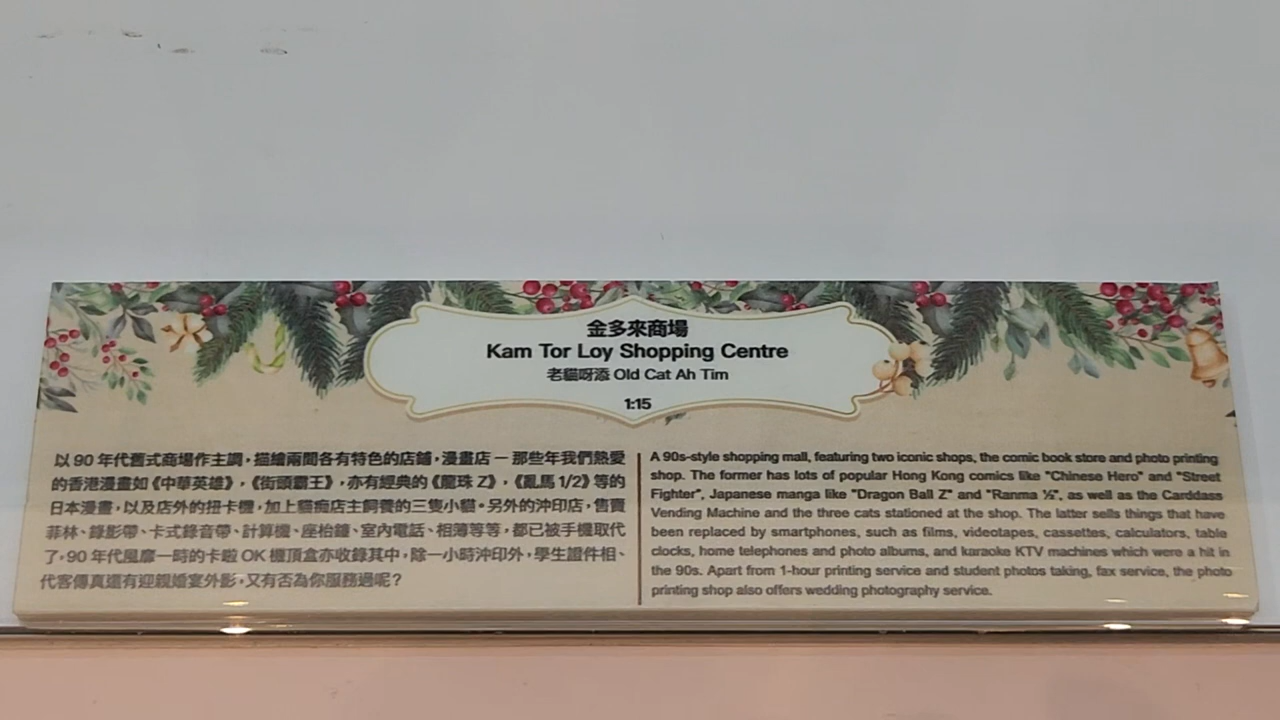 金多來商場
Kam Tor Loy Shopping Centre
老貓呀添 Old Cat Ah Tim
1:15
以 90 年代舊式商場作主調，描繪兩間各有特色的店鋪，漫畫店 — 那些年我們熱愛
的香港漫畫如《中華英雄》，《街頭霸王》，亦有經典的《龍珠 Z》，《亂馬 1/2》等的
日本漫畫，以及店外的扭卡機，加上貓痴店主飼養的三隻小貓。另外的沖印店，售賣
菲林、錄影帶、卡式錄音帶、計算機、座枱鐘、室內電話、相簿等等，都已被手機取代
了，90 年代風靡一時的卡啦 OK 機頂盒亦收錄其中，除一小時沖印外，學生證件相、
代客傳真還有迎親婚宴外影，又有否為你服務過呢？
A 90s-style shopping mall, featuring two iconic shops, the comic book store and photo printing
shop. The former has lots of popular Hong Kong comics like "Chinese Hero" and "Street
Fighter", Japanese manga like "Dragon Ball Z" and "Ranma ½", as well as the Carddass
Vending Machine and the three cats stationed at the shop. The latter sells things that have
been replaced by smartphones, such as films, videotapes, cassettes, calculators, table
clocks, home telephones and photo albums, and karaoke KTV machines which were a hit in
the 90s. Apart from 1-hour printing service and student photos taking, fax service, the photo
printing shop also offers wedding photography service.